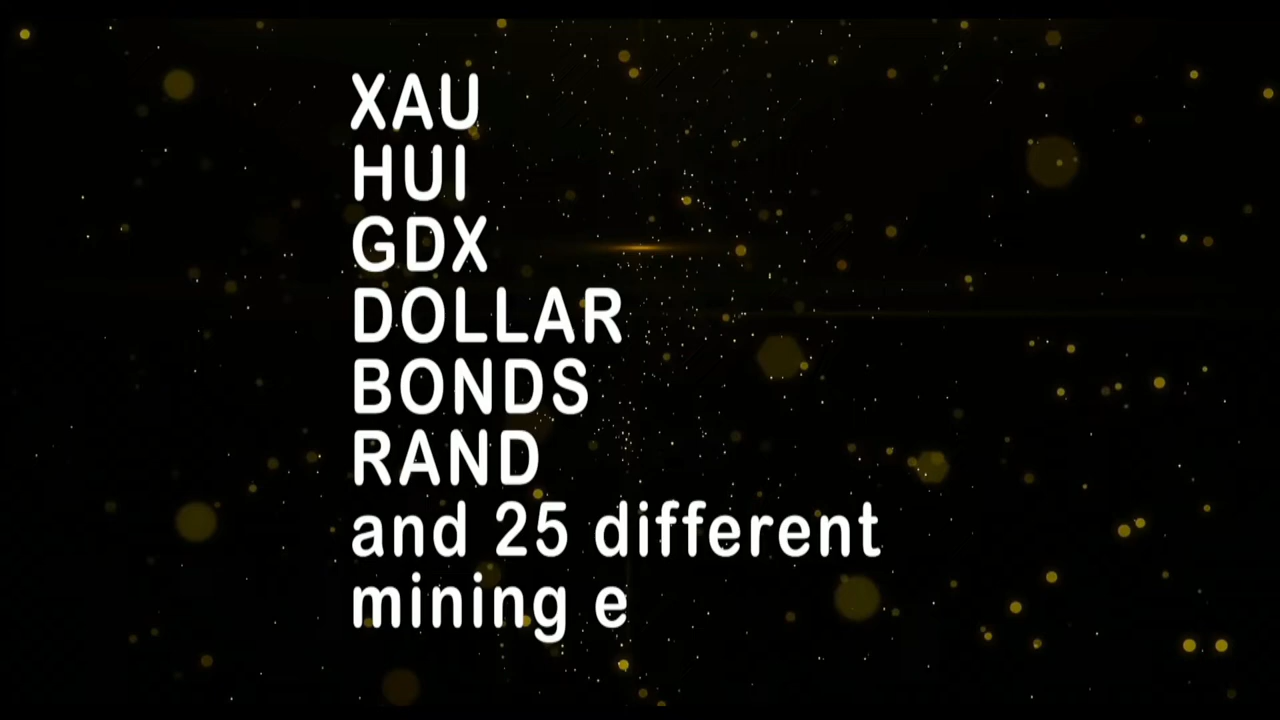 XAU
HUI
GDX
DOLLAR
BONDS
RAND
and 25 different
mining e